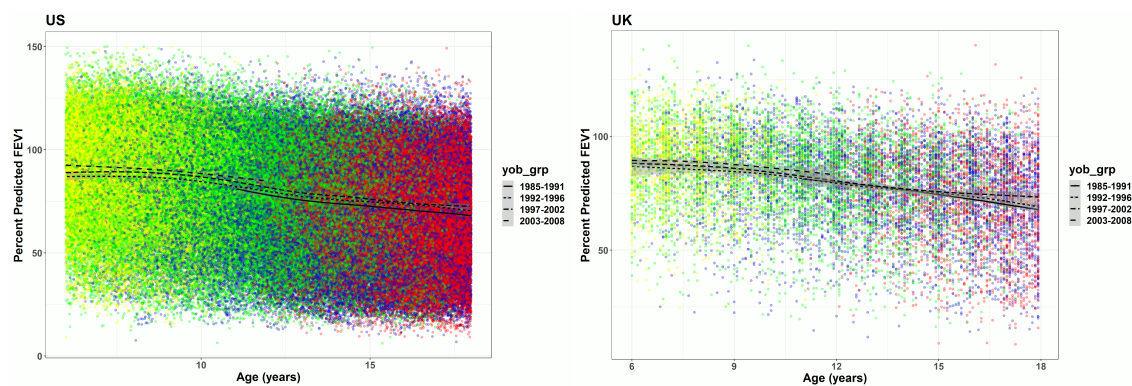 US
Percent Predicted FEV1
150
100
50
0
10
15
Age (years)
yob_grp
1985-1991
1992-1996
1997-2002
2003-2008
UK
Percent Predicted FEV1
100
50
6
9
12
15
18
Age (years)
yob_grp
1985-1991
1992-1996
1997-2002
2003-2008